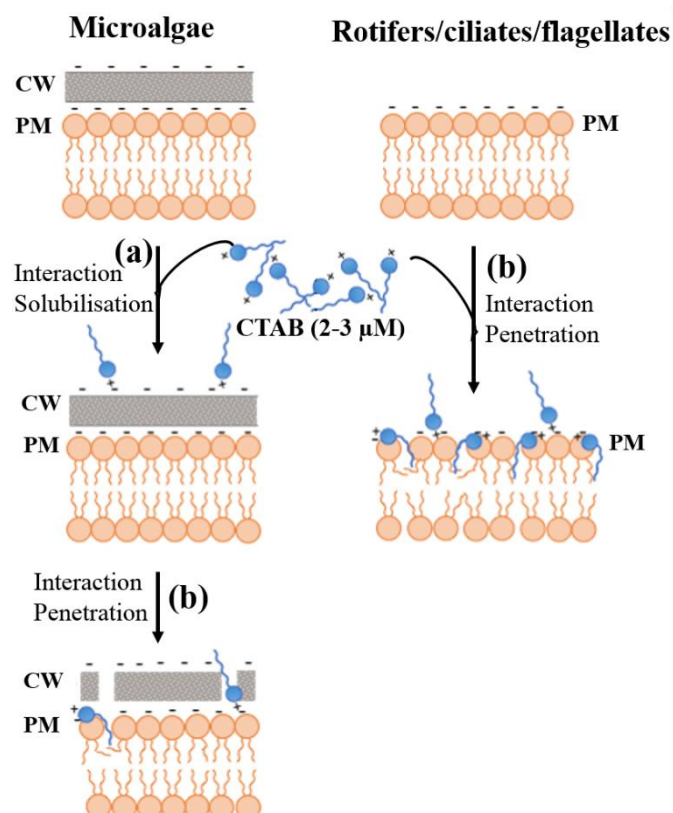 Microalgae
Rotifers/ciliates/flagellates
CW
PM
PM
(a)
Interaction
Solubilisation
CTAB (2-3 µM)
(b)
Interaction
Penetration
CW
PM
PM
Interaction
Penetration
(b)
CW
PM